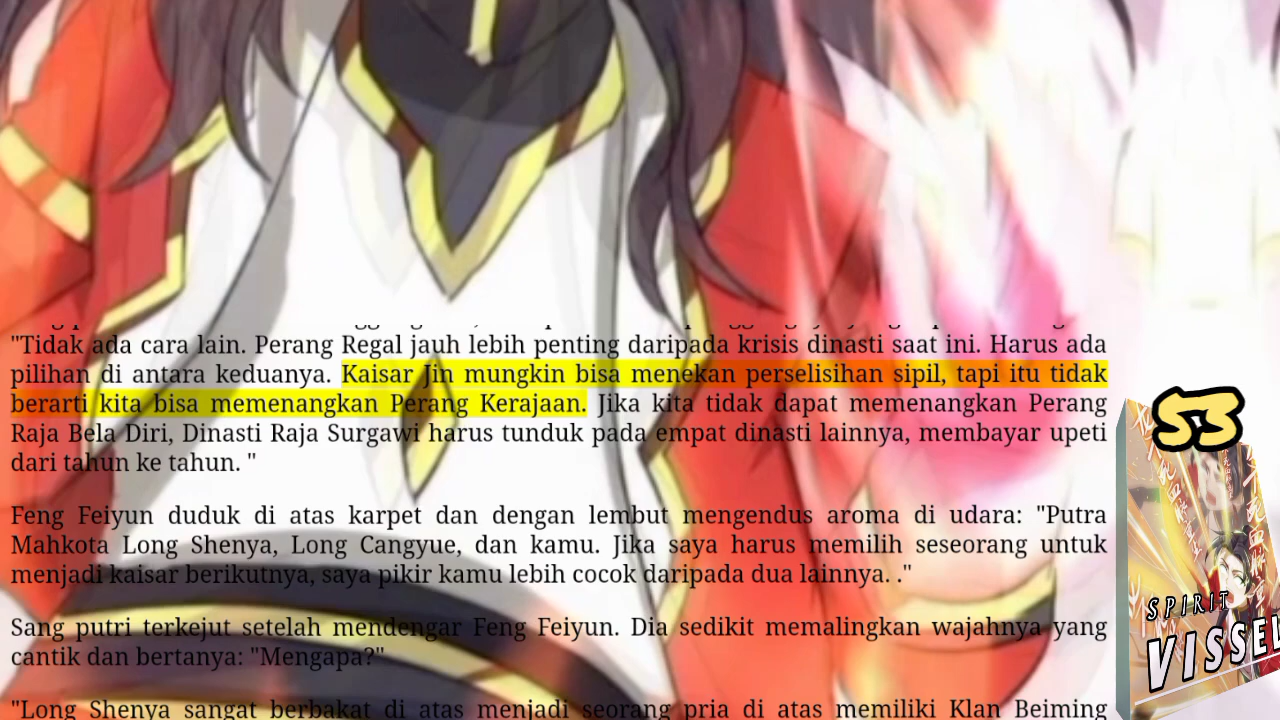 "Tidak ada cara lain. Perang Regal jauh lebih penting daripada krisis dinasti saat ini. Harus ada
pilihan di antara keduanya. Kaisar Jin mungkin bisa menekan perselisihan sipil, tapi itu tidak
berarti kita bisa memenangkan Perang Kerajaan. Jika kita tidak dapat memenangkan Perang
Raja Bela Diri, Dinasti Raja Surgawi harus tunduk pada empat dinasti lainnya, membayar upeti
dari tahun ke tahun. "
Feng Feiyun duduk di atas karpet dan dengan lembut mengendus aroma di udara: "Putra
Mahkota Long Shenya, Long Cangyue, dan kamu. Jika saya harus memilih seseorang untuk
menjadi kaisar berikutnya, saya pikir kamu lebih cocok daripada dua lainnya. ."
Sang putri terkejut setelah mendengar Feng Feiyun. Dia sedikit memalingkan wajahnya yang
cantik dan bertanya: "Mengapa?"
"Long Shenya sangat berbakat di atas menjadi seorang pria di atas memiliki Klan Beiming
53
SPIRIT
VISSEL